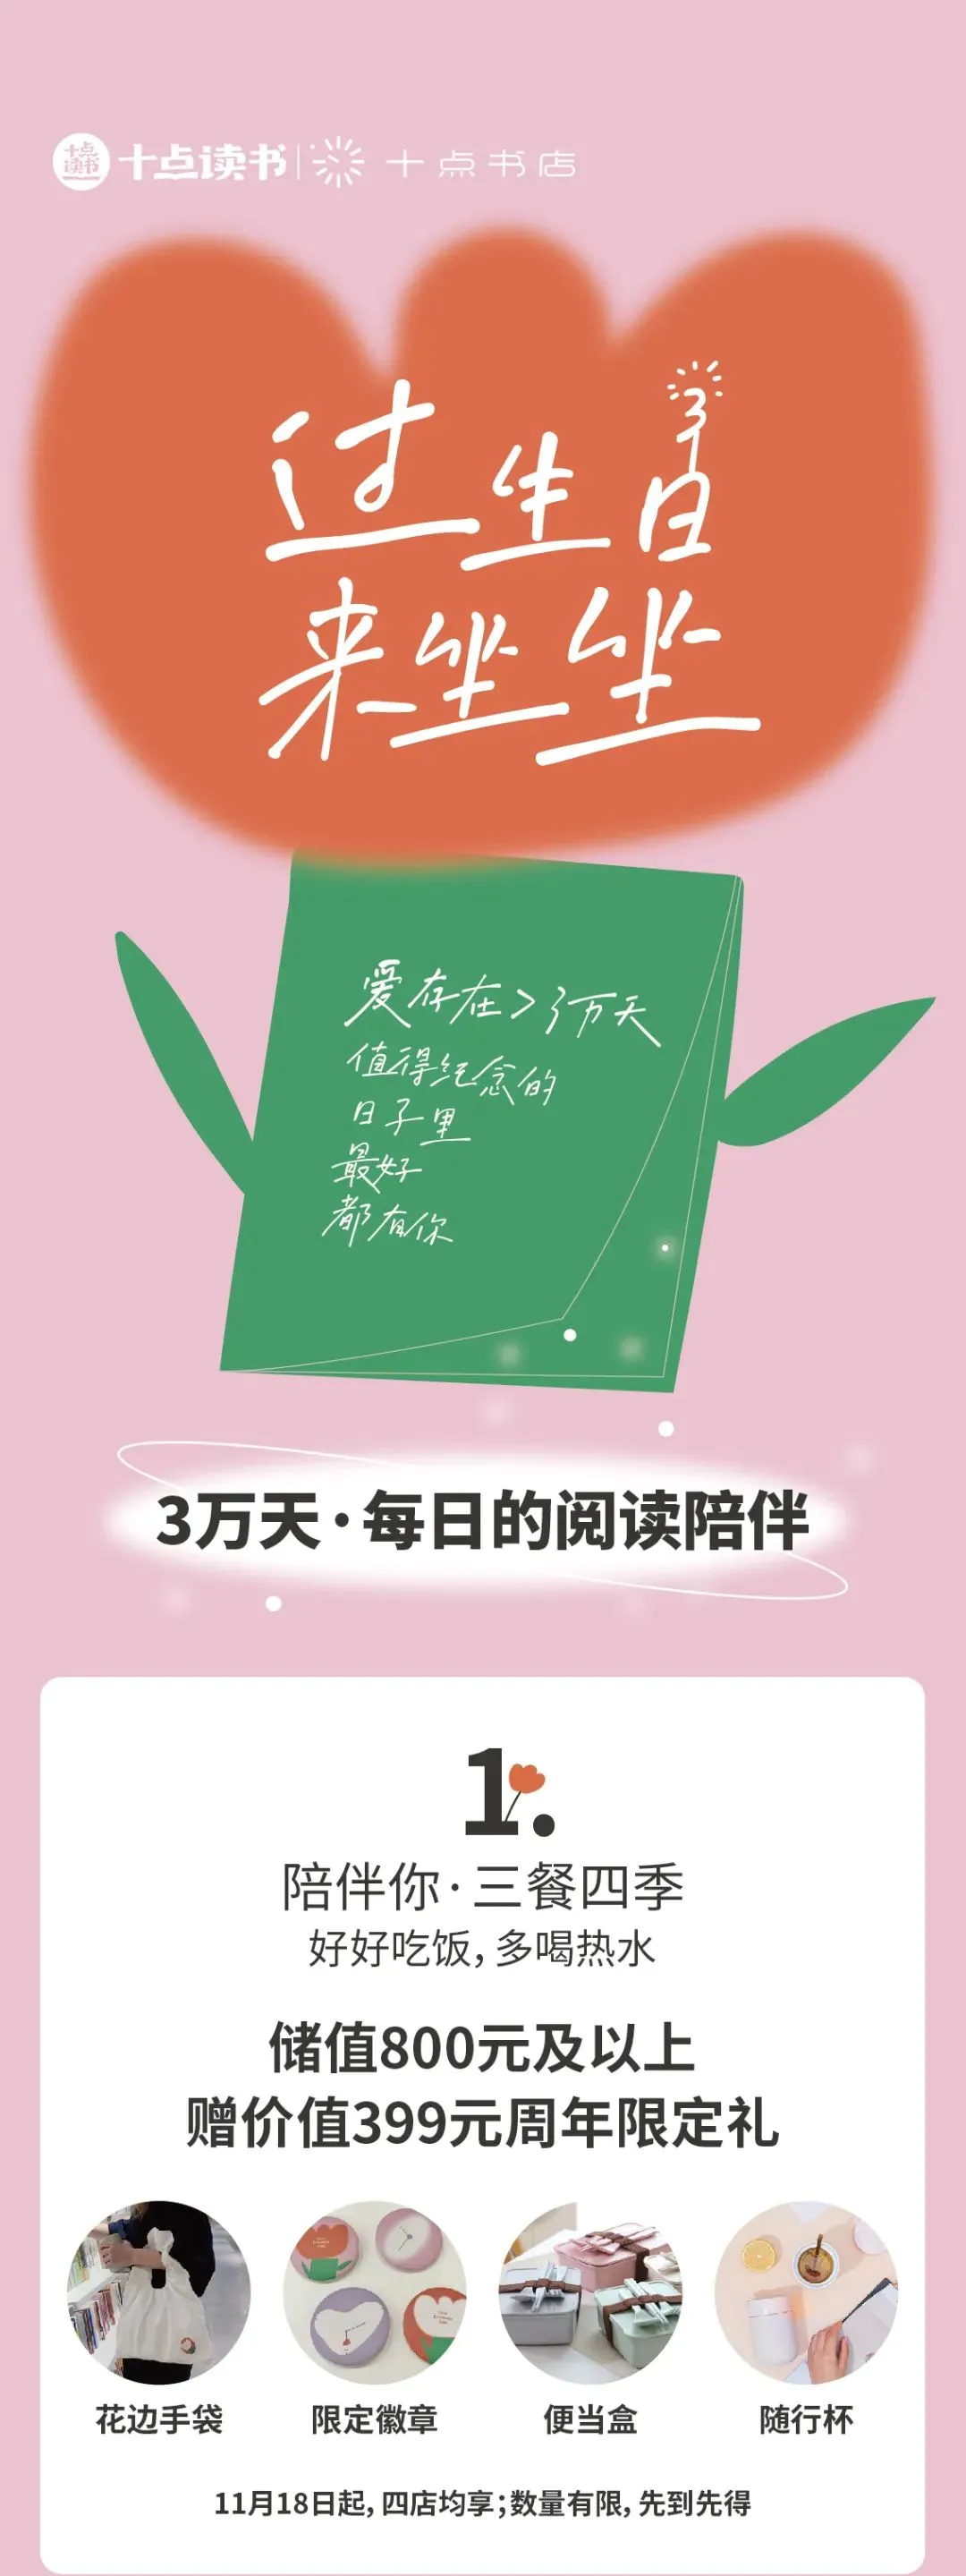 十点读书 十点书店
过生日
3
来坐坐
爱存在>3万天
值得纪念的
日子里
最好
都有你
3万天·每日的阅读陪伴
1.
陪伴你·三餐四季
好好吃饭，多喝热水
储值800元及以上
赠价值399元周年限定礼
花边手袋 限定徽章 便当盒 随行杯
11月18日起，四店均享；数量有限，先到先得